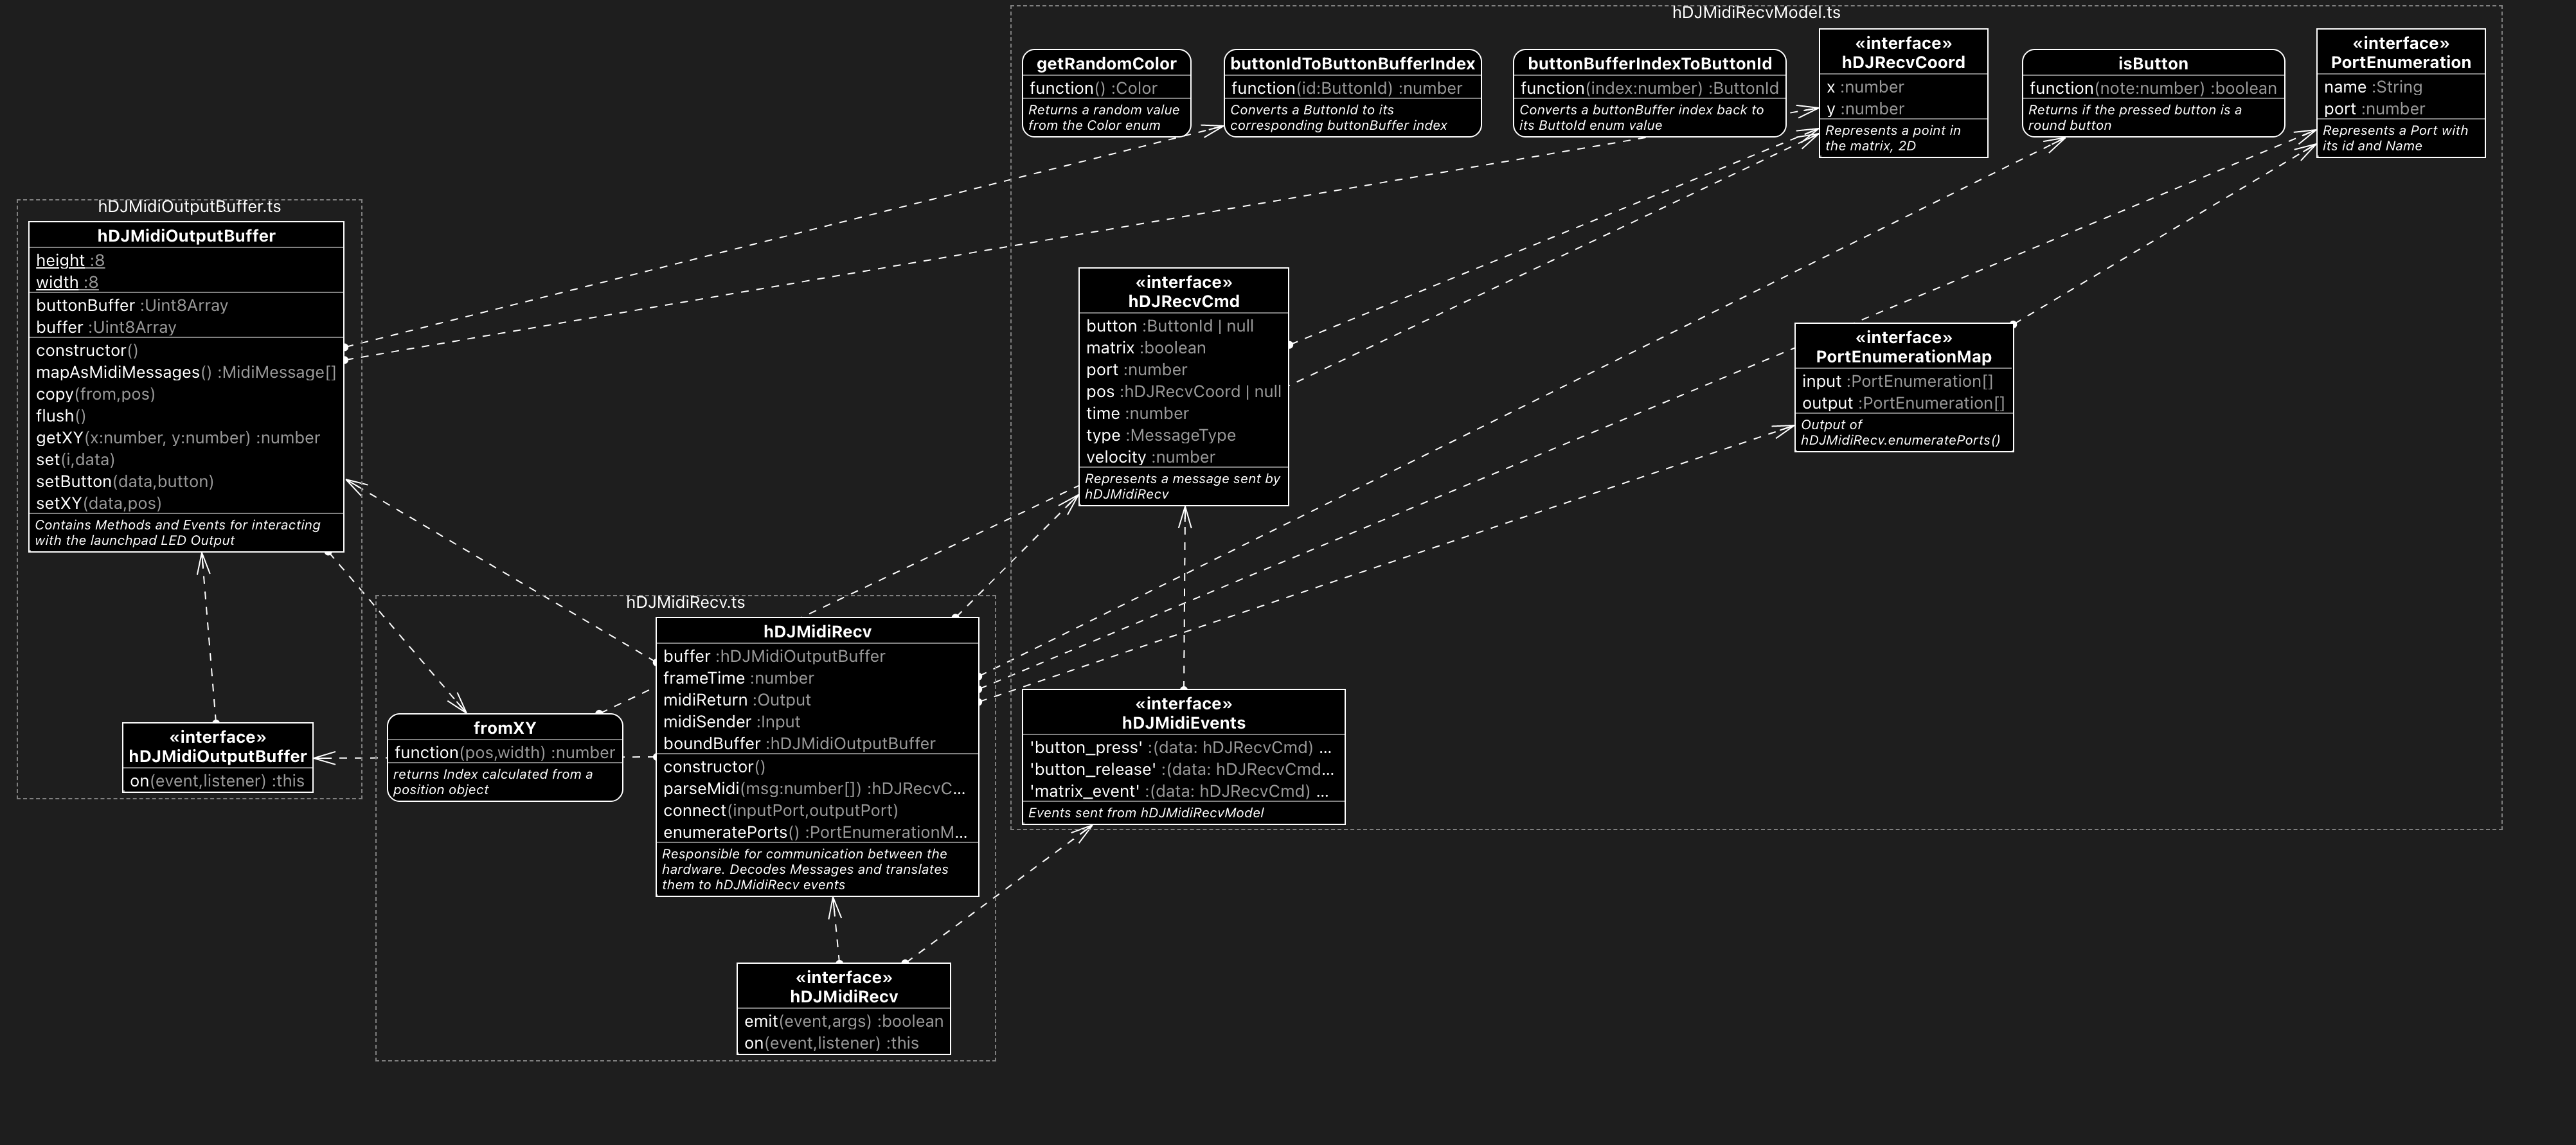 hDJMidiRecvModel.ts
getRandomColor
function() :Color
Returns a random value
from the Color enum
buttonIdToButtonBufferIndex
function(id:ButtonId) :number
Converts a ButtonId to its
corresponding buttonBuffer index
buttonBufferIndexToButtonId
function(index:number) :ButtonId
Converts a buttonBuffer index back to
its ButtoId enum value
«interface»
hDJRecvCoord
x :number
y :number
Represents a point in
the matrix, 2D
isButton
function(note:number) :boolean
Returns if the pressed button is a
round button
«interface»
PortEnumeration
name :String
port :number
Represents a Port with
its id and Name
hDJMidiOutputBuffer.ts
hDJMidiOutputBuffer
height :8
width :8
buttonBuffer :Uint8Array
buffer :Uint8Array
constructor()
mapAsMidiMessages() :MidiMessage[]
copy(from,pos)
flush()
getXY(x:number, y:number) :number
set(i,data)
setButton(data,button)
setXY(data,pos)
Contains Methods and Events for interacting
with the launchpad LED Output
«interface»
hDJRecvCmd
button :ButtonId | null
matrix :boolean
port :number
pos :hDJRecvCoord | null
time :number
type :MessageType
velocity :number
Represents a message sent by
hDJMidiRecv
«interface»
PortEnumerationMap
input :PortEnumeration[]
output :PortEnumeration[]
Output of
hDJMidiRecv.enumeratePorts()
hDJMidiRecv.ts
hDJMidiRecv
buffer :hDJMidiOutputBuffer
frameTime :number
midiReturn :Output
midiSender :Input
boundBuffer :hDJMidiOutputBuffer
constructor()
parseMidi(msg:number[]) :hDJRecvC...
connect(inputPort,outputPort)
enumeratePorts() :PortEnumerationM...
Responsible for communication between the
hardware. Decodes Messages and translates
them to hDJMidiRecv events
«interface»
hDJMidiOutputBuffer
on(event,listener) :this
fromXY
function(pos,width) :number
returns Index calculated from a
position object
«interface»
hDJMidiEvents
'button_press' :(data: hDJRecvCmd) ...
'button_release' :(data: hDJRecvCmd...
'matrix_event' :(data: hDJRecvCmd) ...
Events sent from hDJMidiRecvModel
«interface»
hDJMidiRecv
emit(event,args) :boolean
on(event,listener) :this